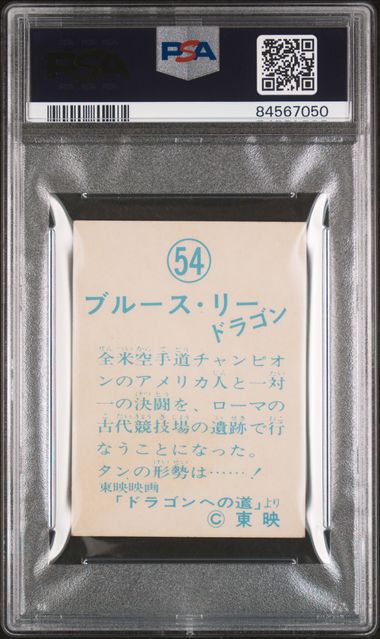 PSA
PSA
84567050
54
ブルース・リー
ドラゴン
全米空手道チャンピオ
ンのアメリカ人と一対
一の決闘を、ローマの
古代競技場の遺跡で行
なうことになった。
タンの形勢は……！
東映映画
「ドラゴンへの道」より
© 東映